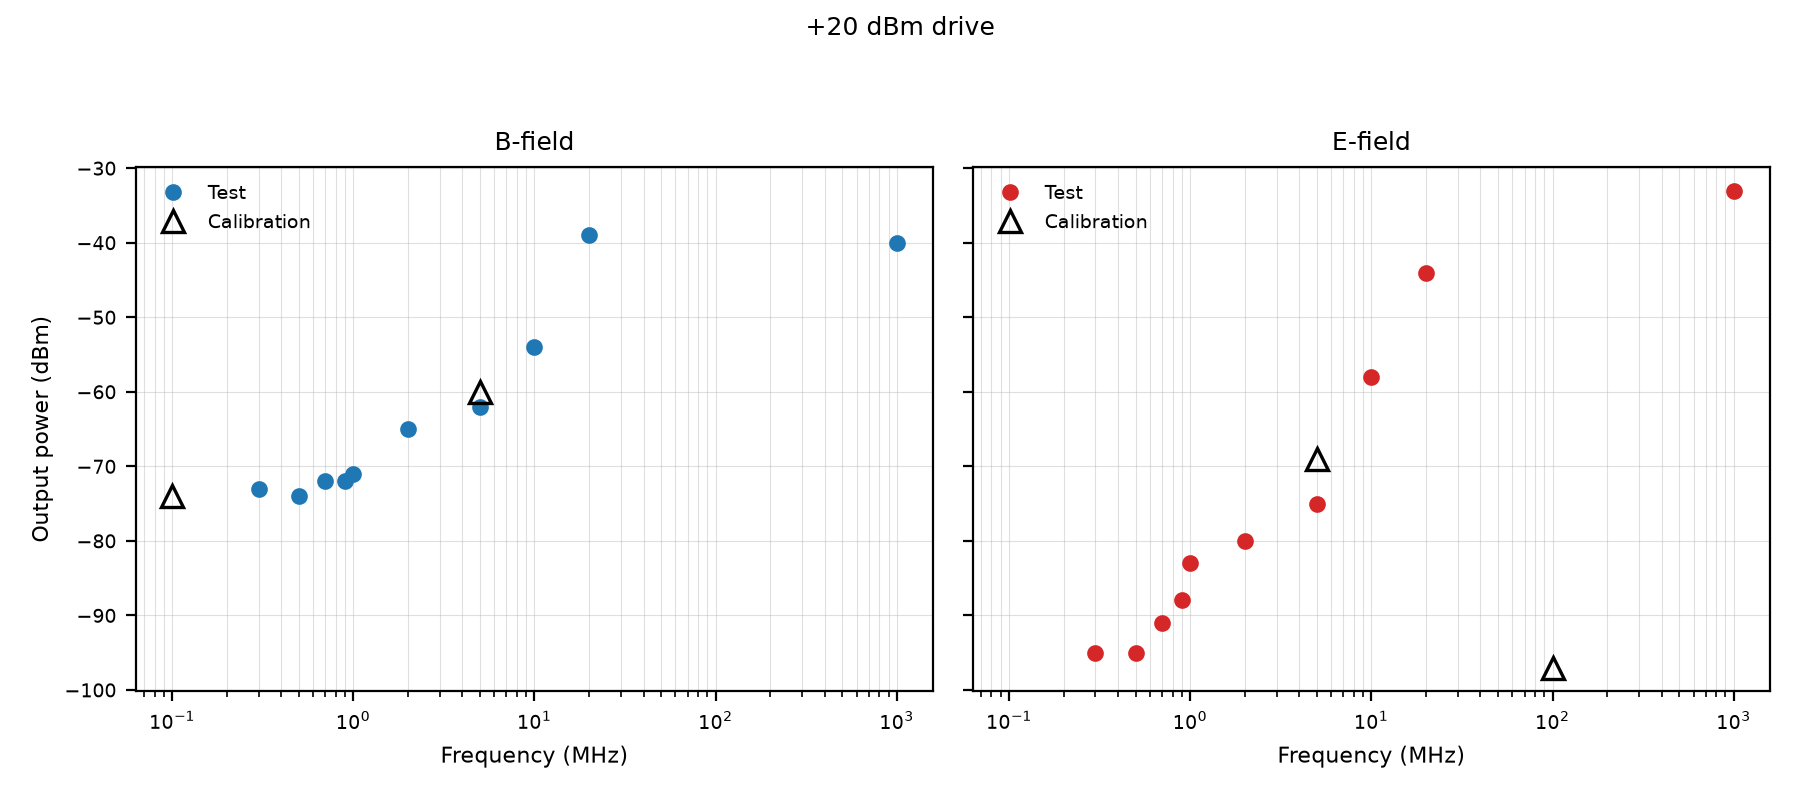 +20 dBm drive
B-field
E-field
Test
Calibration
Test
Calibration
Output power (dBm)
−30
−40
−50
−60
−70
−80
−90
−100
10⁻¹
10⁰
10¹
10²
10³
10⁻¹
10⁰
10¹
10²
10³
Frequency (MHz)
Frequency (MHz)